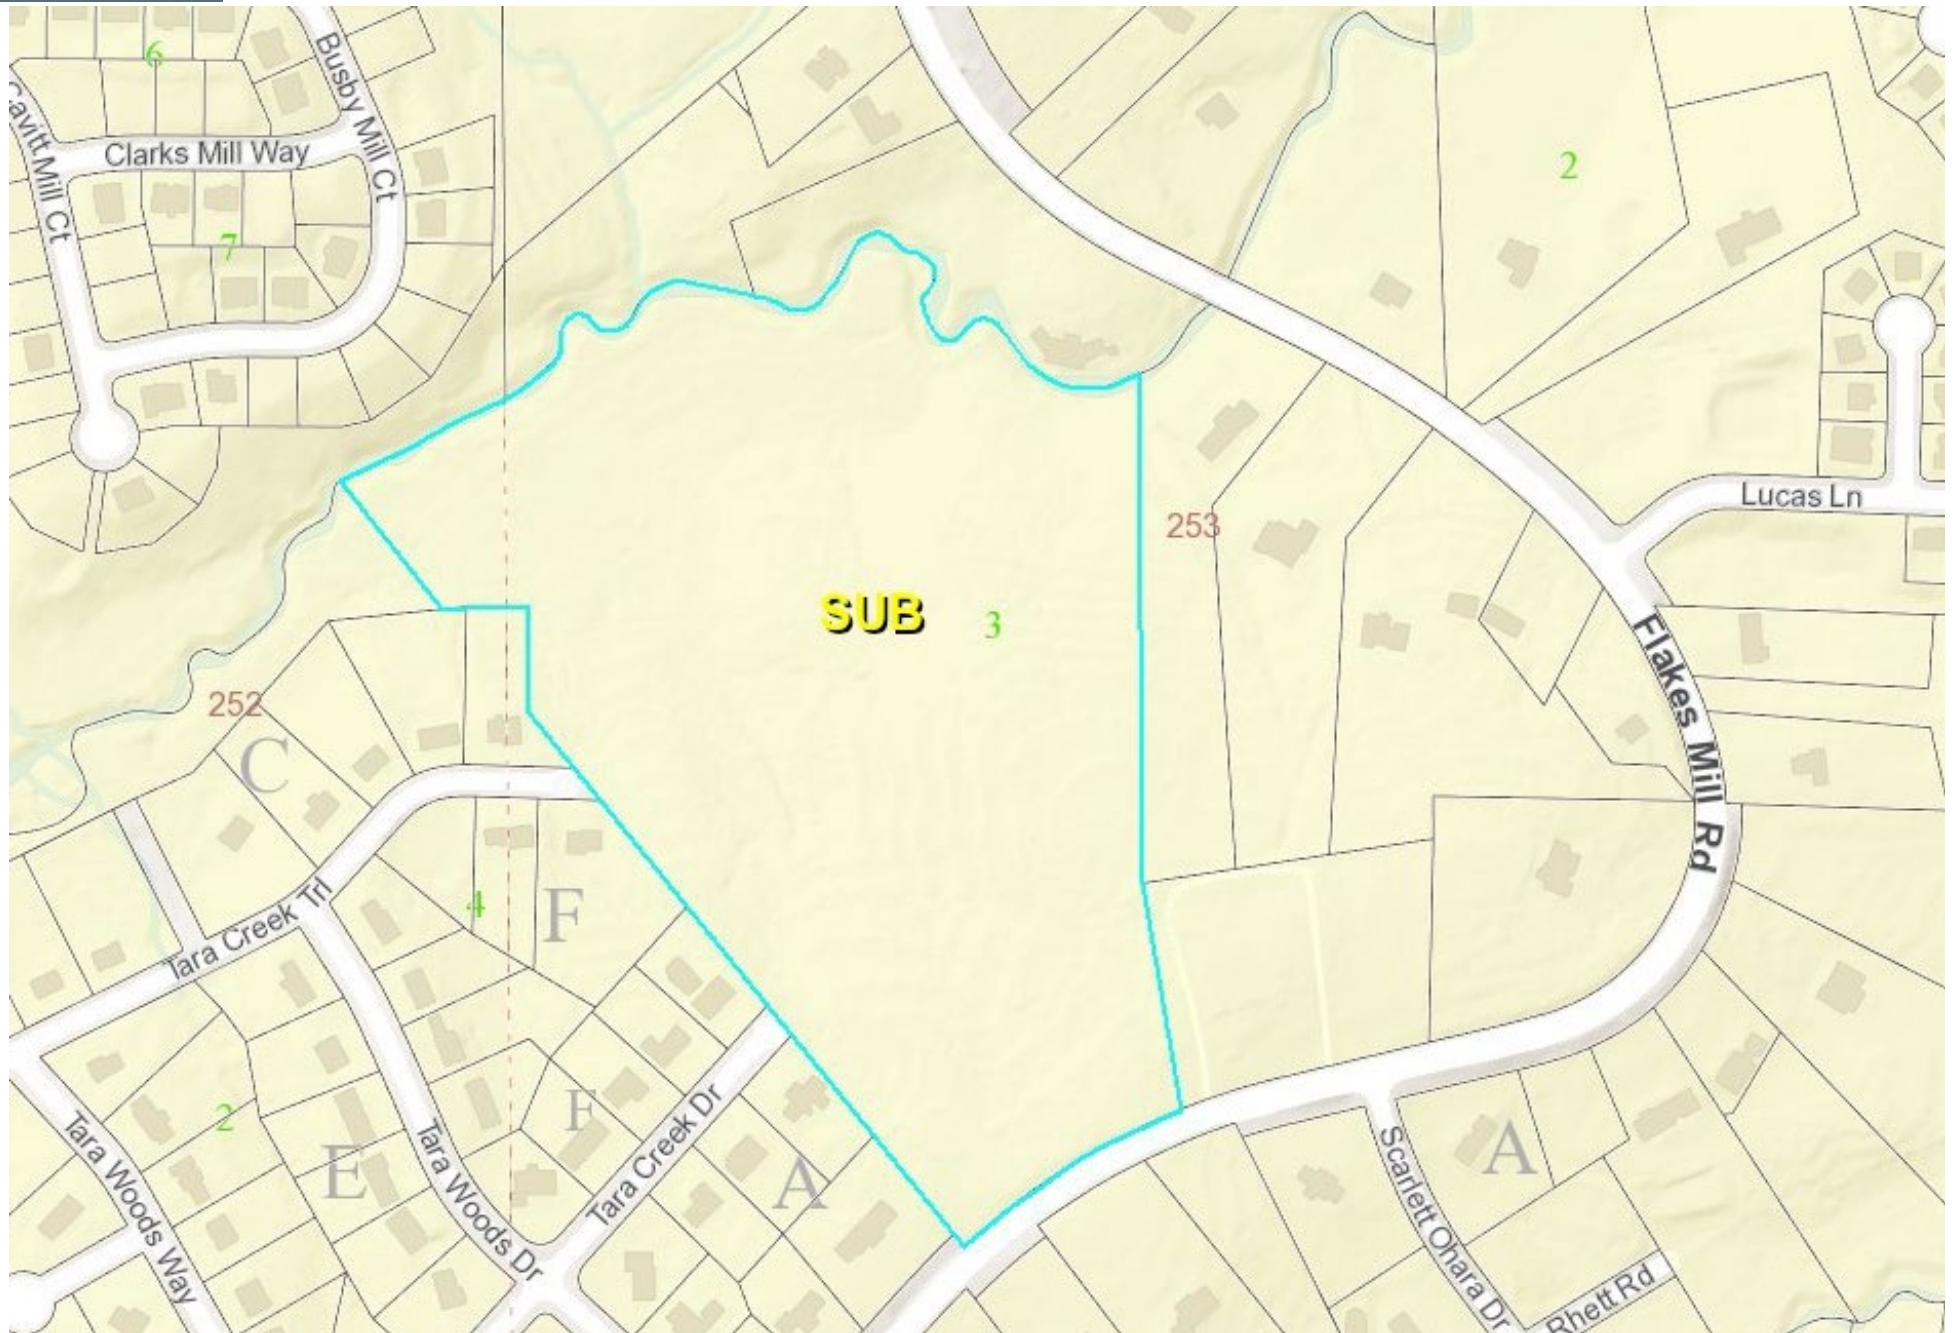 6
Busby Mill Ct
Cavitt Mill Ct
Clarks Mill Way
2
7
Lucas Ln
253
SUB
3
Flakes Mill Rd
252
C
4
F
Tara Creek Trl
F
Tara Creek Dr
2
E
Tara Woods Dr
Tara Woods Way
A
A
Scarlett Ohara Dr
Rhett Rd